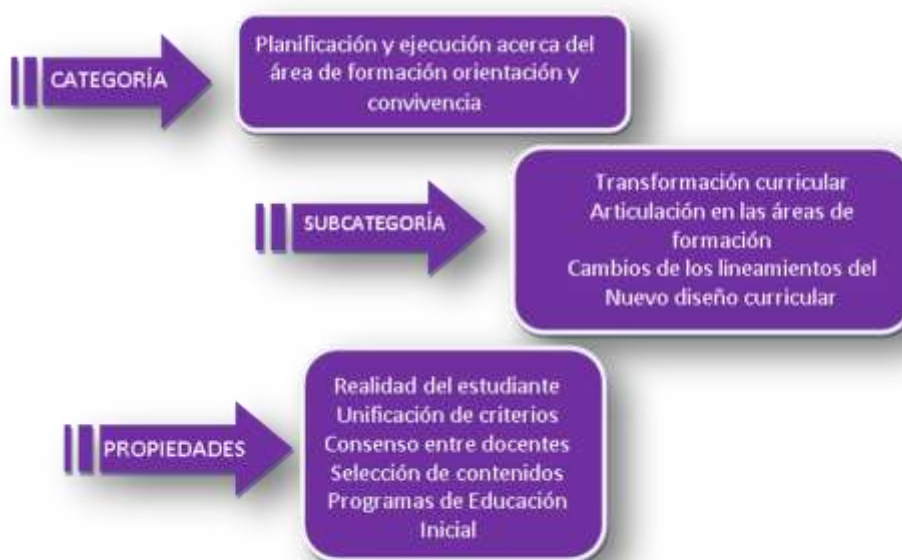 CATEGORÍA
Planificación y ejecución acerca del
área de formación orientación y
convivencia
SUBCATEGORÍA
Transformación curricular
Articulación en las áreas de
formación
Cambios de los lineamientos del
Nuevo diseño curricular
PROPIEDADES
Realidad del estudiante
Unificación de criterios
Consenso entre docentes
Selección de contenidos
Programas de Educación
Inicial